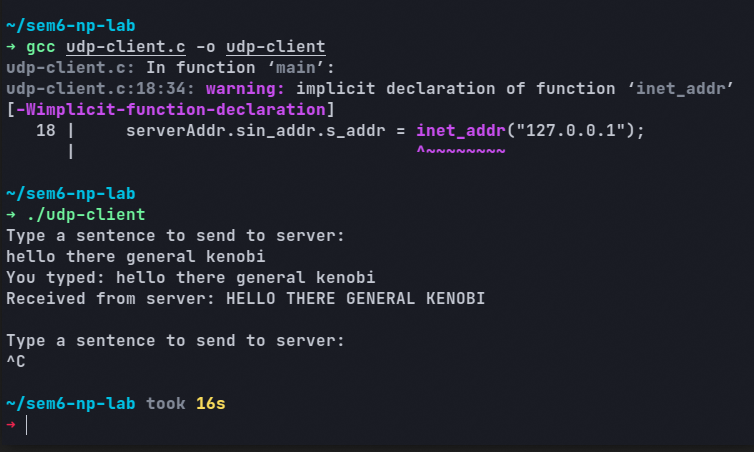 ~/sem6-np-lab
→ gcc udp-client.c -o udp-client
udp-client.c: In function ‘main’:
udp-client.c:18:34: warning: implicit declaration of function ‘inet_addr’
[-Wimplicit-function-declaration]
   18 |     serverAddr.sin_addr.s_addr = inet_addr("127.0.0.1");
      |                                  ^~~~~~~~~
~/sem6-np-lab
→ ./udp-client
Type a sentence to send to server:
hello there general kenobi
You typed: hello there general kenobi
Received from server: HELLO THERE GENERAL KENOBI
Type a sentence to send to server:
^C
~/sem6-np-lab took 16s
→